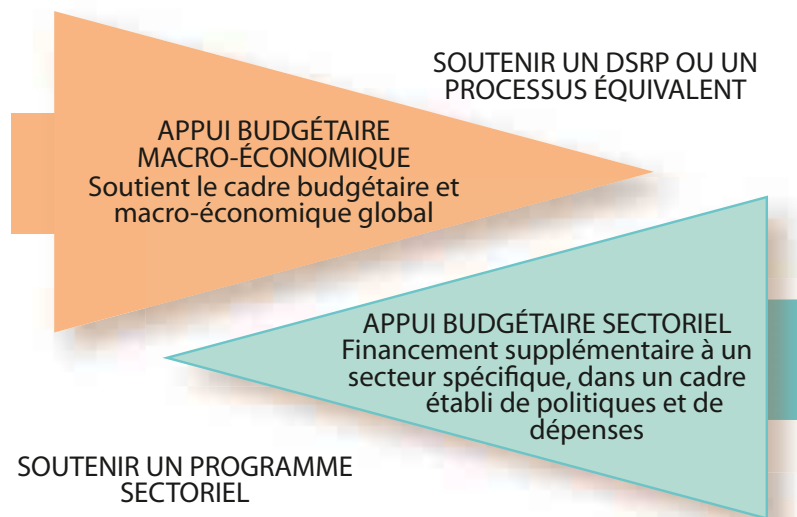 SOUTENIR UN DSRP OU UN
PROCESSUS ÉQUIVALENT
APPUI BUDGÉTAIRE
MACRO-ÉCONOMIQUE
Soutient le cadre budgétaire et
macro-économique global
APPUI BUDGÉTAIRE SECTORIEL
Financement supplémentaire à un
secteur spécifique, dans un cadre
établi de politiques et de
dépenses
SOUTENIR UN PROGRAMME
SECTORIEL